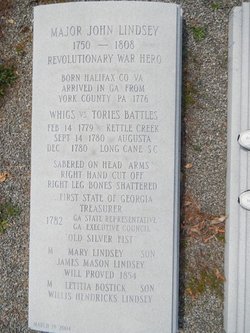 MAJOR JOHN LINDSEY
1750 — 1808
REVOLUTIONARY WAR HERO
BORN HALIFAX CO VA
ARRIVED IN GA FROM
YORK COUNTY PA 1776
WHIGS VS. TORIES BATTLES
FEB 14 1779 - KETTLE CREEK
SEPT 14 1780 - AUGUSTA
DEC 1780 - LONG CANE SC
SABERED ON HEAD ARMS
RIGHT HAND CUT OFF
RIGHT LEG BONES SHATTERED
FIRST STATE OF GEORGIA
TREASURER
1782 - GA STATE REPRESENTATIVE
GA EXECUTIVE COUNCIL
OLD SILVER FIST
M MARY LINDSEY SON
JAMES MASON LINDSEY
WILL PROVED 1854
M LETITIA BOSTICK SON
WILLIS HENDRICKS LINDSEY
MARCH 19 2004